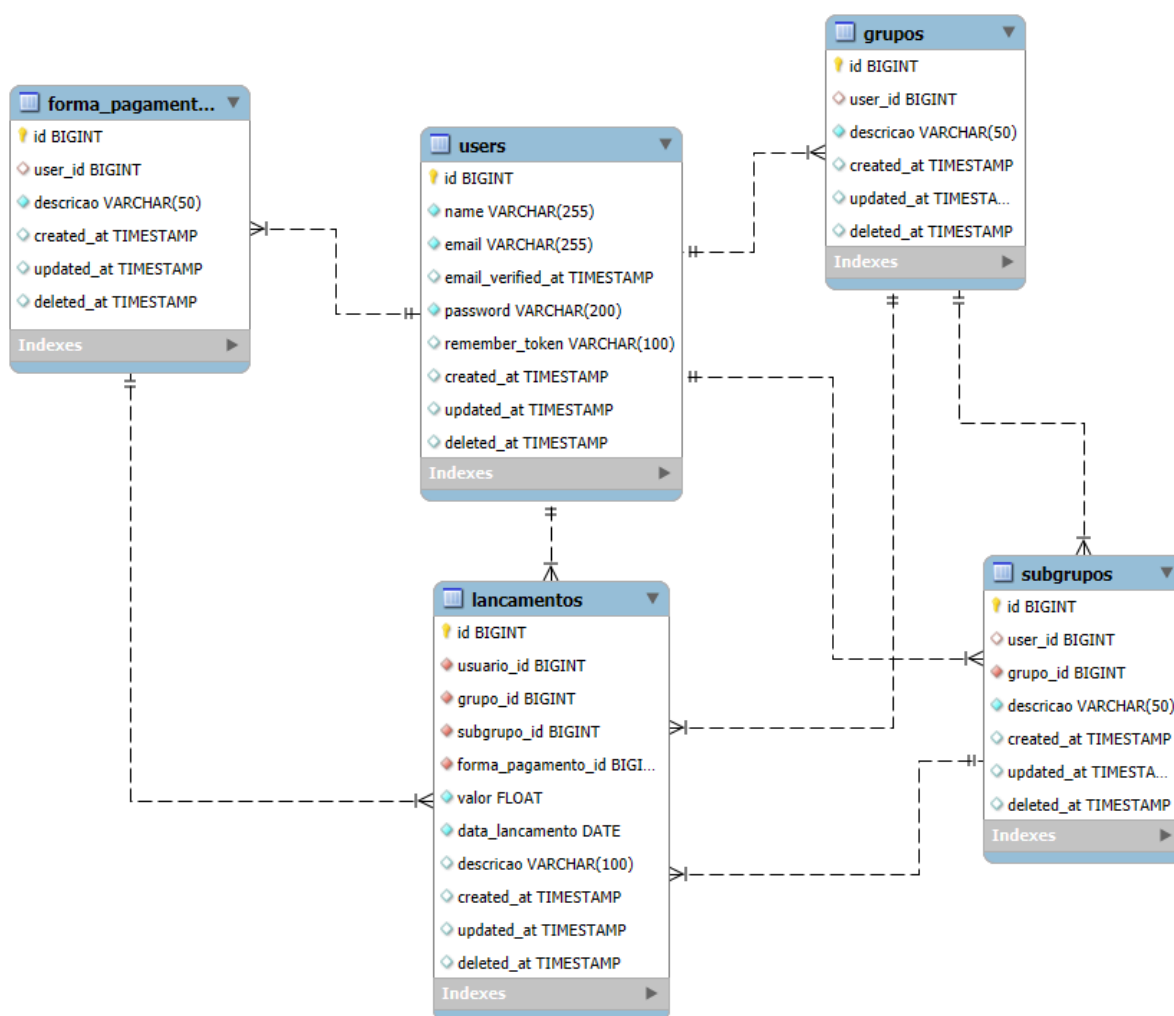 forma_pagament...
id BIGINT
user_id BIGINT
descricao VARCHAR(50)
created_at TIMESTAMP
updated_at TIMESTAMP
deleted_at TIMESTAMP
Indexes
users
id BIGINT
name VARCHAR(255)
email VARCHAR(255)
email_verified_at TIMESTAMP
password VARCHAR(200)
remember_token VARCHAR(100)
created_at TIMESTAMP
updated_at TIMESTAMP
deleted_at TIMESTAMP
Indexes
grupos
id BIGINT
user_id BIGINT
descricao VARCHAR(50)
created_at TIMESTAMP
updated_at TIMESTA...
deleted_at TIMESTAMP
Indexes
lancamentos
id BIGINT
usuario_id BIGINT
grupo_id BIGINT
subgrupo_id BIGINT
forma_pagamento_id BIGI...
valor FLOAT
data_lancamento DATE
descricao VARCHAR(100)
created_at TIMESTAMP
updated_at TIMESTAMP
deleted_at TIMESTAMP
Indexes
subgrupos
id BIGINT
user_id BIGINT
grupo_id BIGINT
descricao VARCHAR(50)
created_at TIMESTAMP
updated_at TIMESTA...
deleted_at TIMESTAMP
Indexes